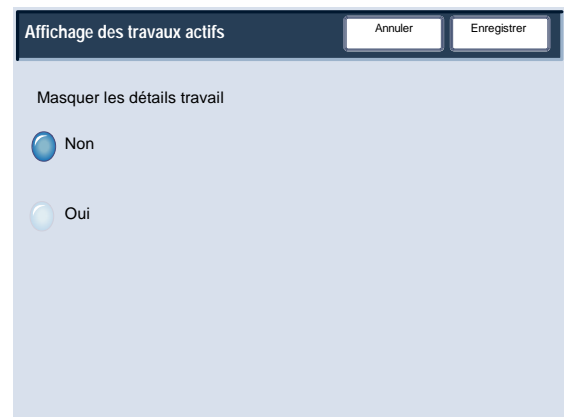 Affichage des travaux actifs
Annuler
Enregistrer
Masquer les détails travail
Non
Oui